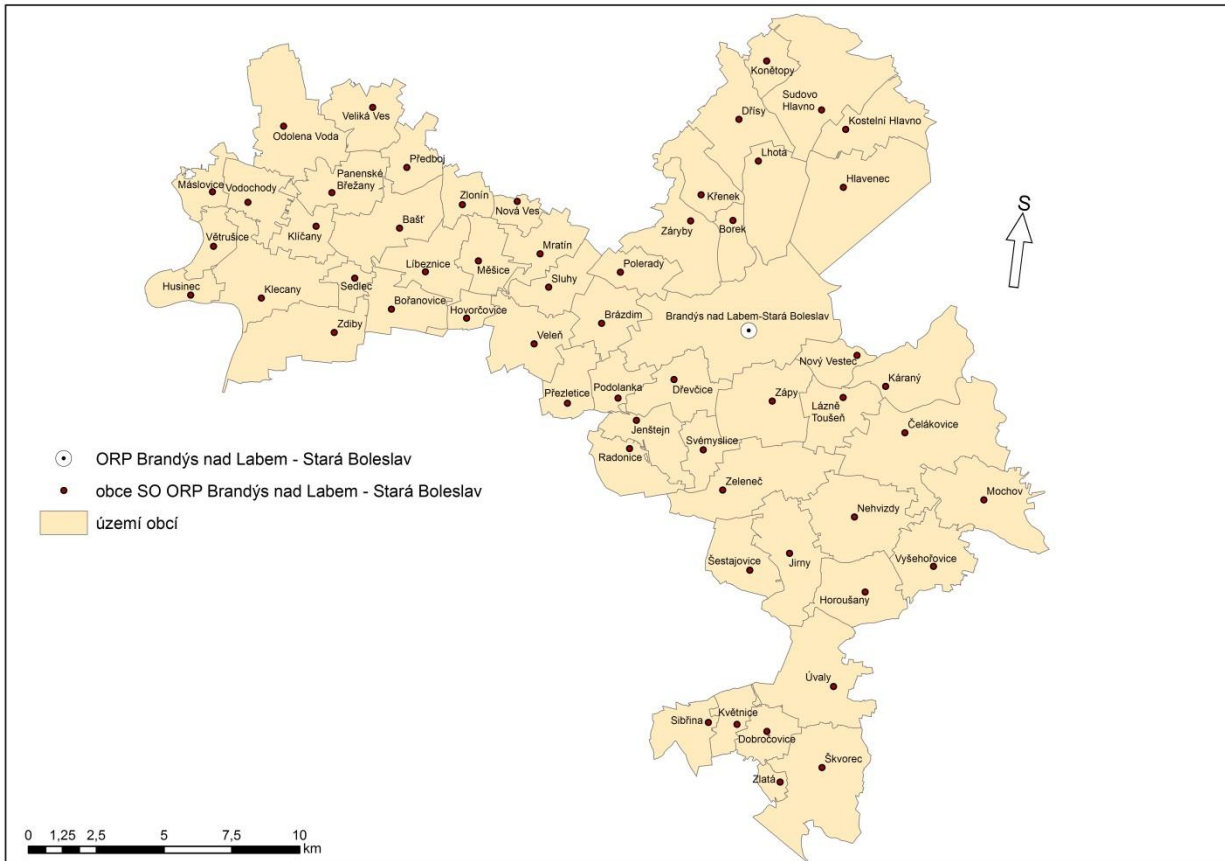 Konětopy
Sudovo
Hlavno
Dřísy
Kostelní Hlavno
Veliká Ves
Odolena Voda
Předboj
Lhota
Panenské
Břežany
Hlavenec
Máslovice
Vodochody
Zlonín
Nová Ves
Křenek
S
Klíčany
Bašť
Záryby
Borek
Větrušice
Mratín
Líbeznice
Měšice
Polerady
Sluhy
Husinec
Klecany
Sedlec
Bořanovice
Hovorčovice
Brázdim
Brandýs nad Labem-Stará Boleslav
Zdiby
Veleň
Nový Vestec
Káraný
Přezletice
Podolanka
Dřevčice
Zápy
Lázně
Toušeň
Jenštejn
Čelákovice
Svémyslice
Radonice
ORP Brandýs nad Labem - Stará Boleslav
obce SO ORP Brandýs nad Labem - Stará Boleslav
území obcí
Zeleneč
Mochov
Nehvizdy
Šestajovice
Jirny
Vyšehořovice
Horoušany
Úvaly
Sibřina
Květnice
Dobročovice
Škvorec
Zlatá
0 1,25 2,5 5 7,5 10
km